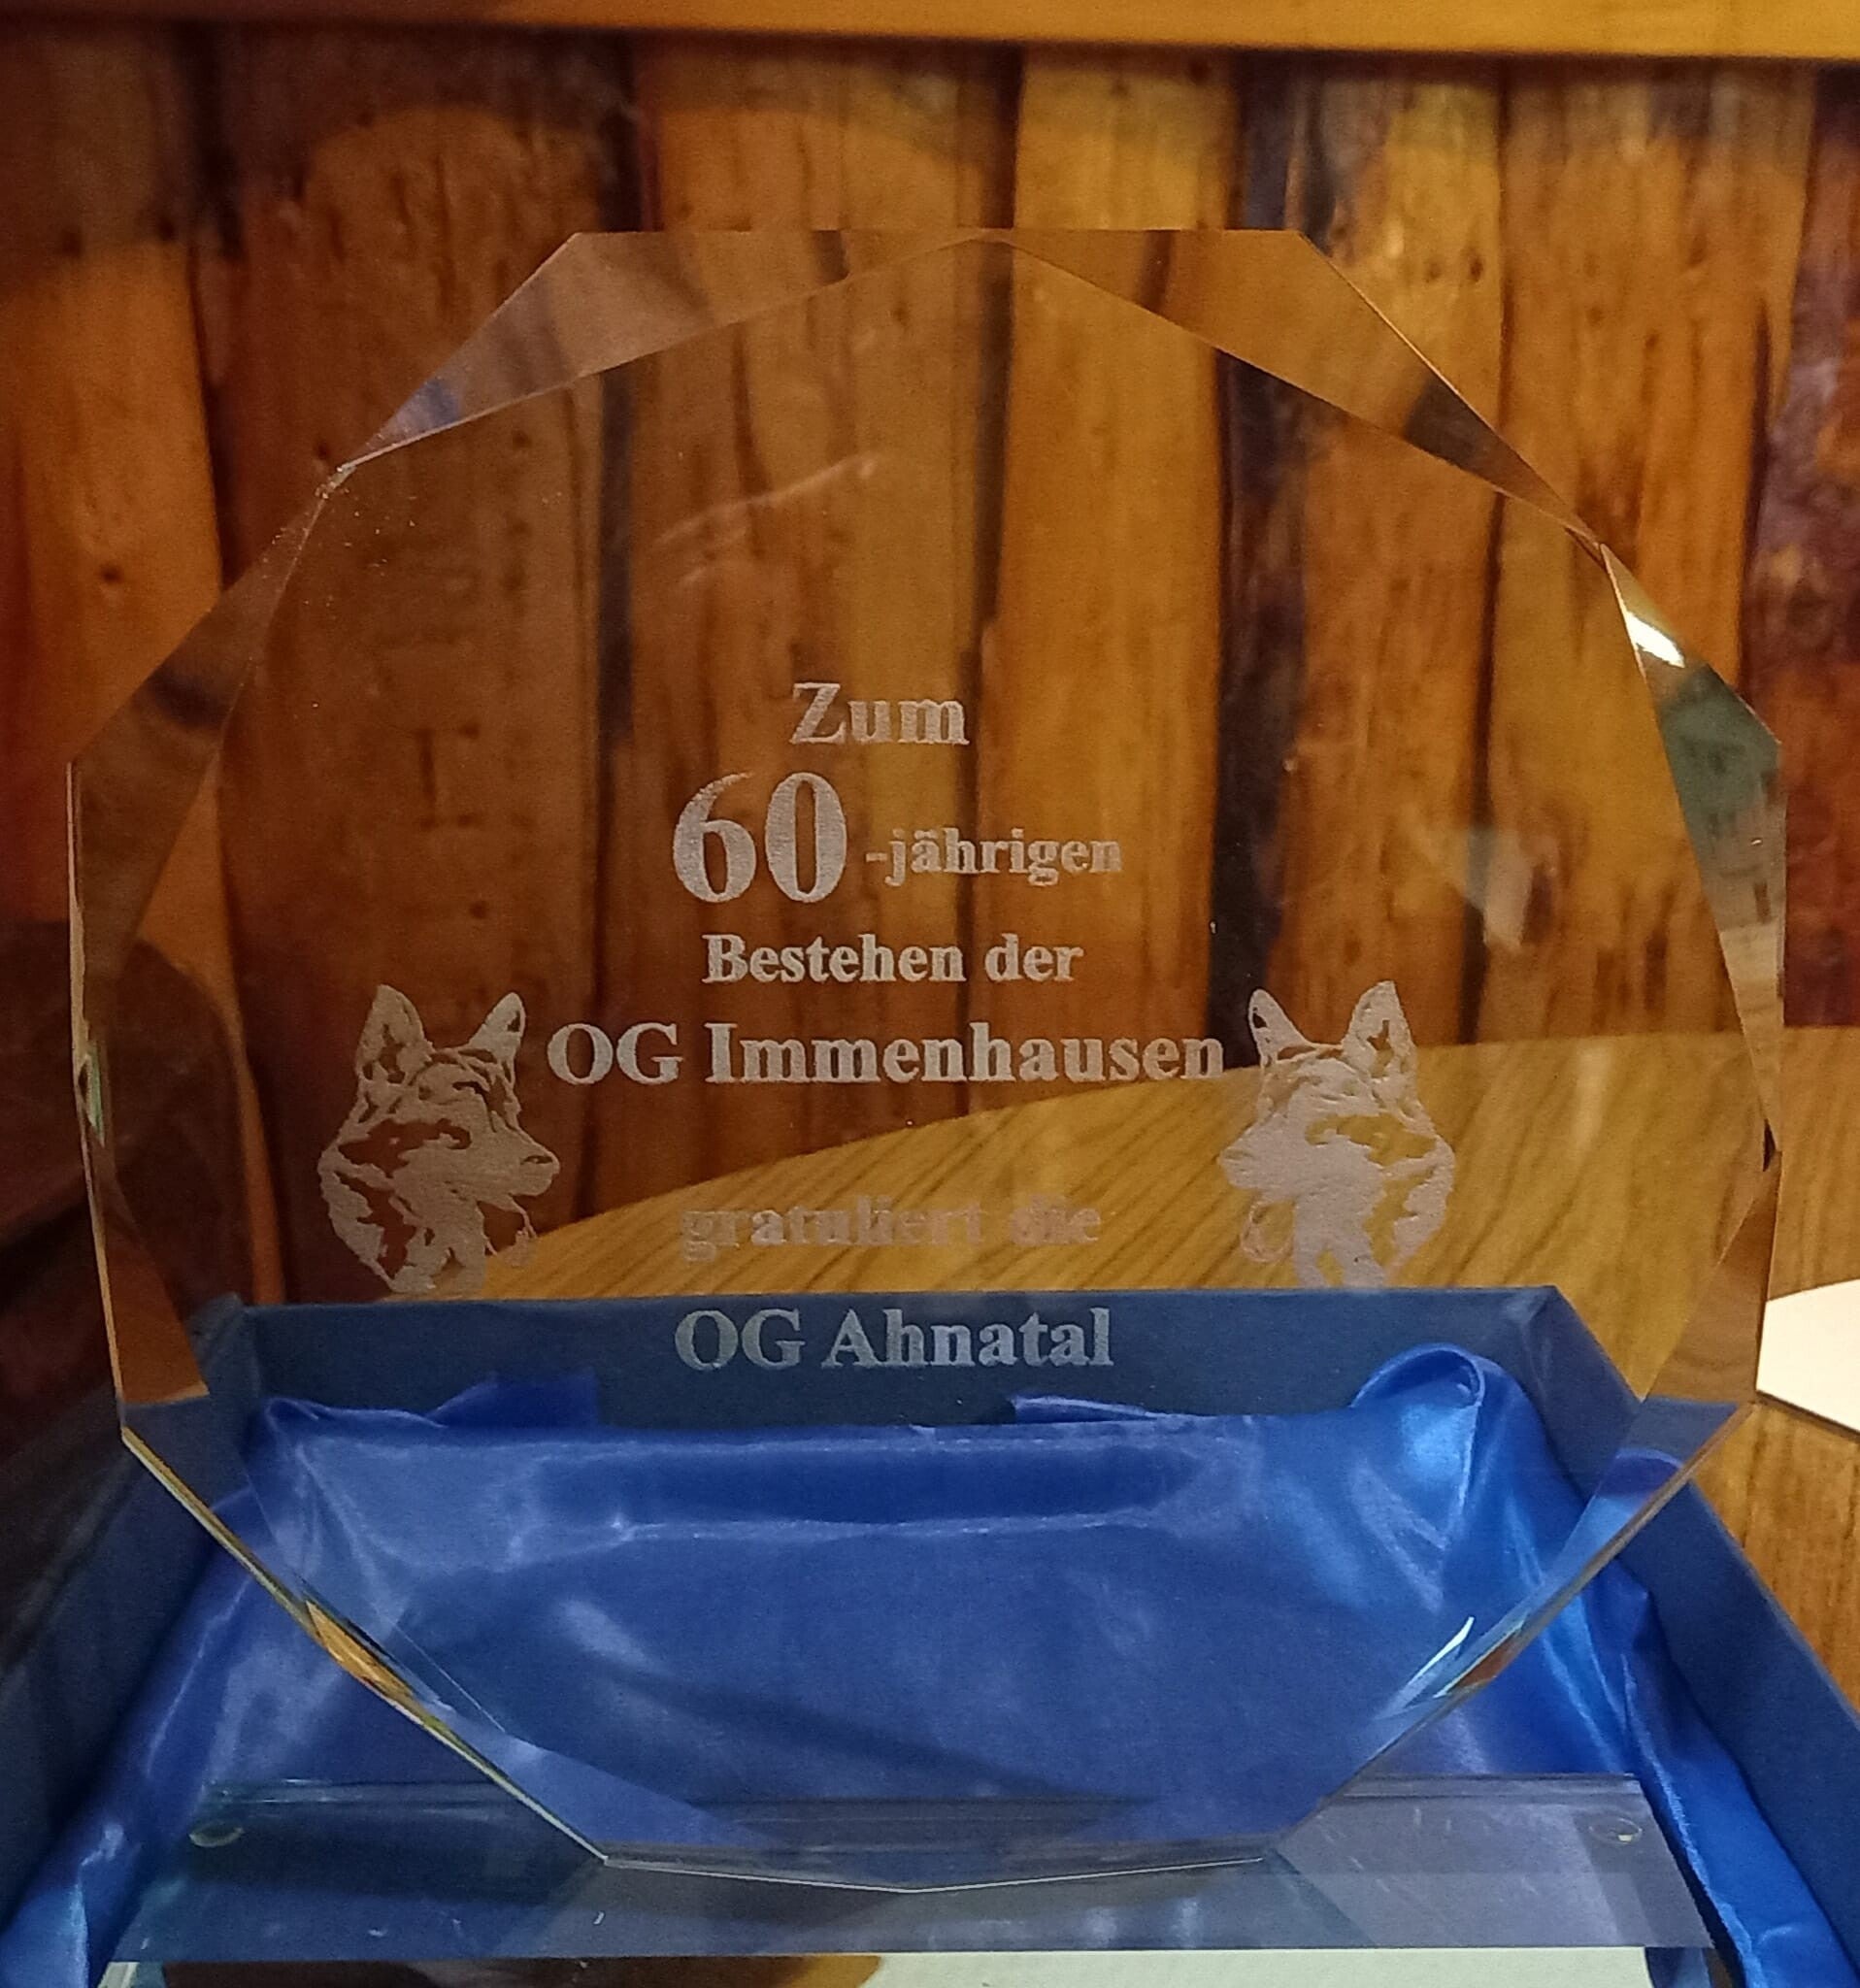 Zum
60 -jährigen
Bestehen der
OG Immenhausen
gratuliert die
OG Ahnatal